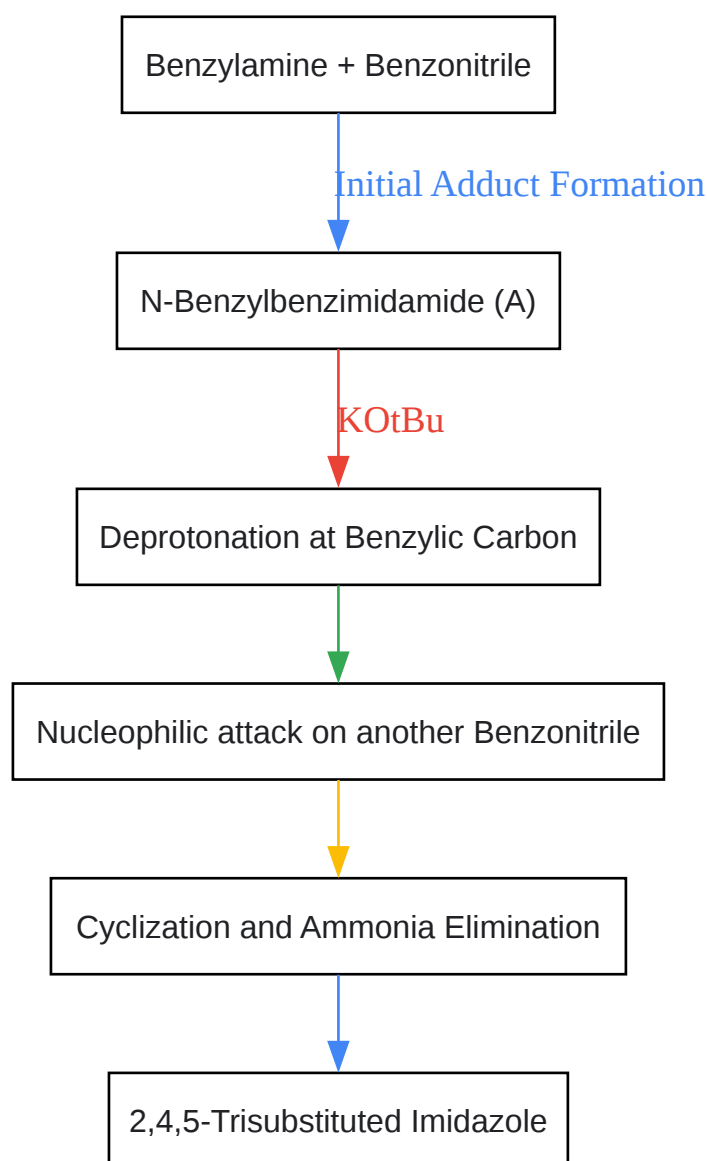 Benzylamine + Benzonitrile
Initial Adduct Formation
N-Benzylbenzimidamide (A)
KOtBu
Deprotonation at Benzylic Carbon
Nucleophilic attack on another Benzonitrile
Cyclization and Ammonia Elimination
2,4,5-Trisubstituted Imidazole